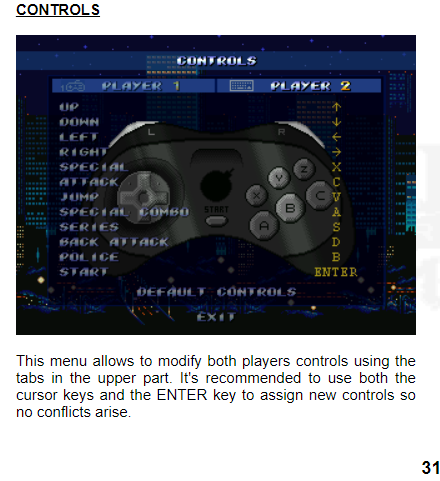 CONTROLS
CONTROLS
PLAYER 1 PLAYER 2
UP ↑
DOWN ↓
LEFT ←
RIGHT →
SPECIAL X
ATTACK C
JUMP V
SPECIAL COMBO A
SERIES S
BACK ATTACK D
POLICE B
START ENTER
L R
X Y Z
A B C
START
DEFAULT CONTROLS
EXIT
This menu allows to modify both players controls using the
tabs in the upper part. It's recommended to use both the
cursor keys and the ENTER key to assign new controls so
no conflicts arise.
31